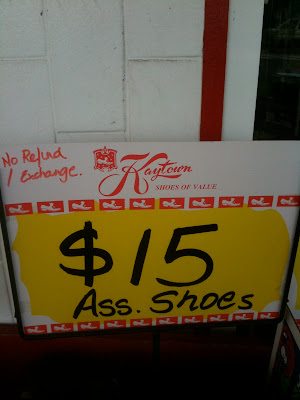 No Refund
/ Exchange.
Kaytown
SHOES OF VALUE
$15
Ass. Shoes